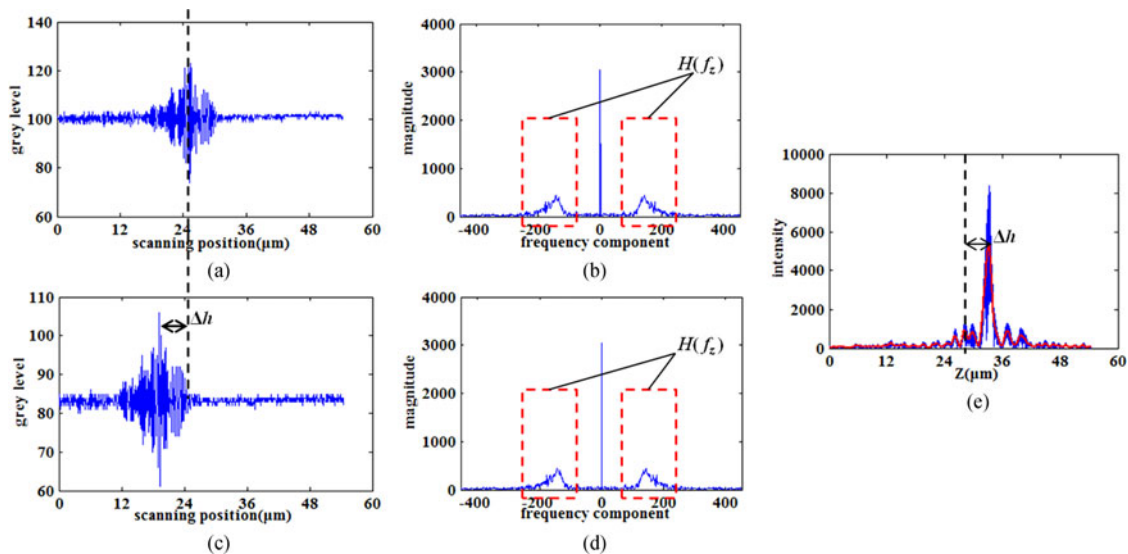 140
120
100
80
60
grey level
0 12 24 36 48 60
scanning position(μm)
(a)
4000
3000
2000
1000
0
magnitude
H(fz)
-400 -200 0 200 400
frequency component
(b)
110
100
90
80
70
60
grey level
Δh
0 12 24 36 48 60
scanning position(μm)
(c)
4000
3000
2000
1000
0
magnitude
H(fz)
-400 -200 0 200 400
frequency component
(d)
10000
8000
6000
4000
2000
0
intensity
Δh
0 12 24 36 48 60
Z(μm)
(e)